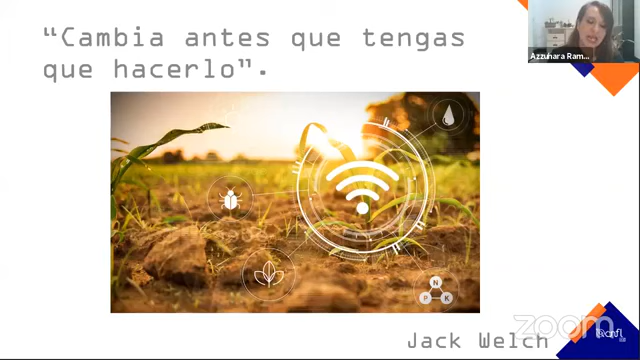 “Cambia antes que tengas
que hacerlo”.
Azzunara Ram...
N
P K
Jack Welch
zoom